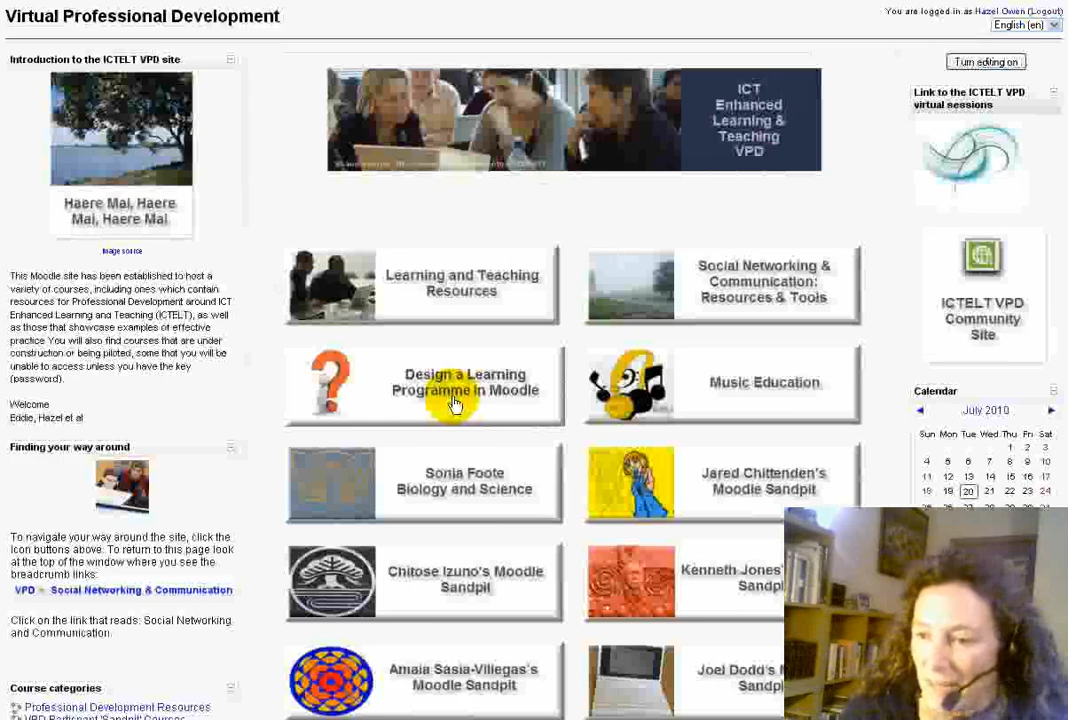 Virtual Professional Development
You are logged in as Hazel Owen (Logout)
English (en)
Introduction to the ICTELT VPD site
Haere Mai, Haere
Mai, Haere Mai
Image source
This Moodle site has been established to host a
variety of courses, including ones which contain
resources for Professional Development around ICT
Enhanced Learning and Teaching (ICTELT), as well
as those that showcase examples of effective
practice You will also find courses that are under
construction or being piloted, some that you will be
unable to access unless you have the key
(password).
Welcome
Eddie, Hazel et al
Finding your way around
To navigate your way around the site, click the
icon buttons above. To return to this page look
at the top of the window where you see the
breadcrumb links:
VPD » Social Networking & Communication
Click on the link that reads: Social Networking
and Communication.
Course categories
Professional Development Resources
VPD Participant 'Sandpit' Courses
ICT
Enhanced
Learning &
Teaching
VPD
Learning and Teaching
Resources
Social Networking &
Communication:
Resources & Tools
Design a Learning
Programme in Moodle
Music Education
Sonia Foote
Biology and Science
Jared Chittenden's
Moodle Sandpit
Chitose Izuno's Moodle
Sandpit
Kenneth Jones'
Sandpi
Amaia Sasia-Villegas's
Moodle Sandpit
Joel Dodd's
Sandpi
Turn editing on
Link to the ICTELT VPD
virtual sessions
ICTELT VPD
Community
Site
Calendar
July 2010
Sun Mon Tue Wed Thu Fri Sat
1 2 3
4 5 6 7 8 9 10
11 12 13 14 15 16 17
18 19 20 21 22 23 24